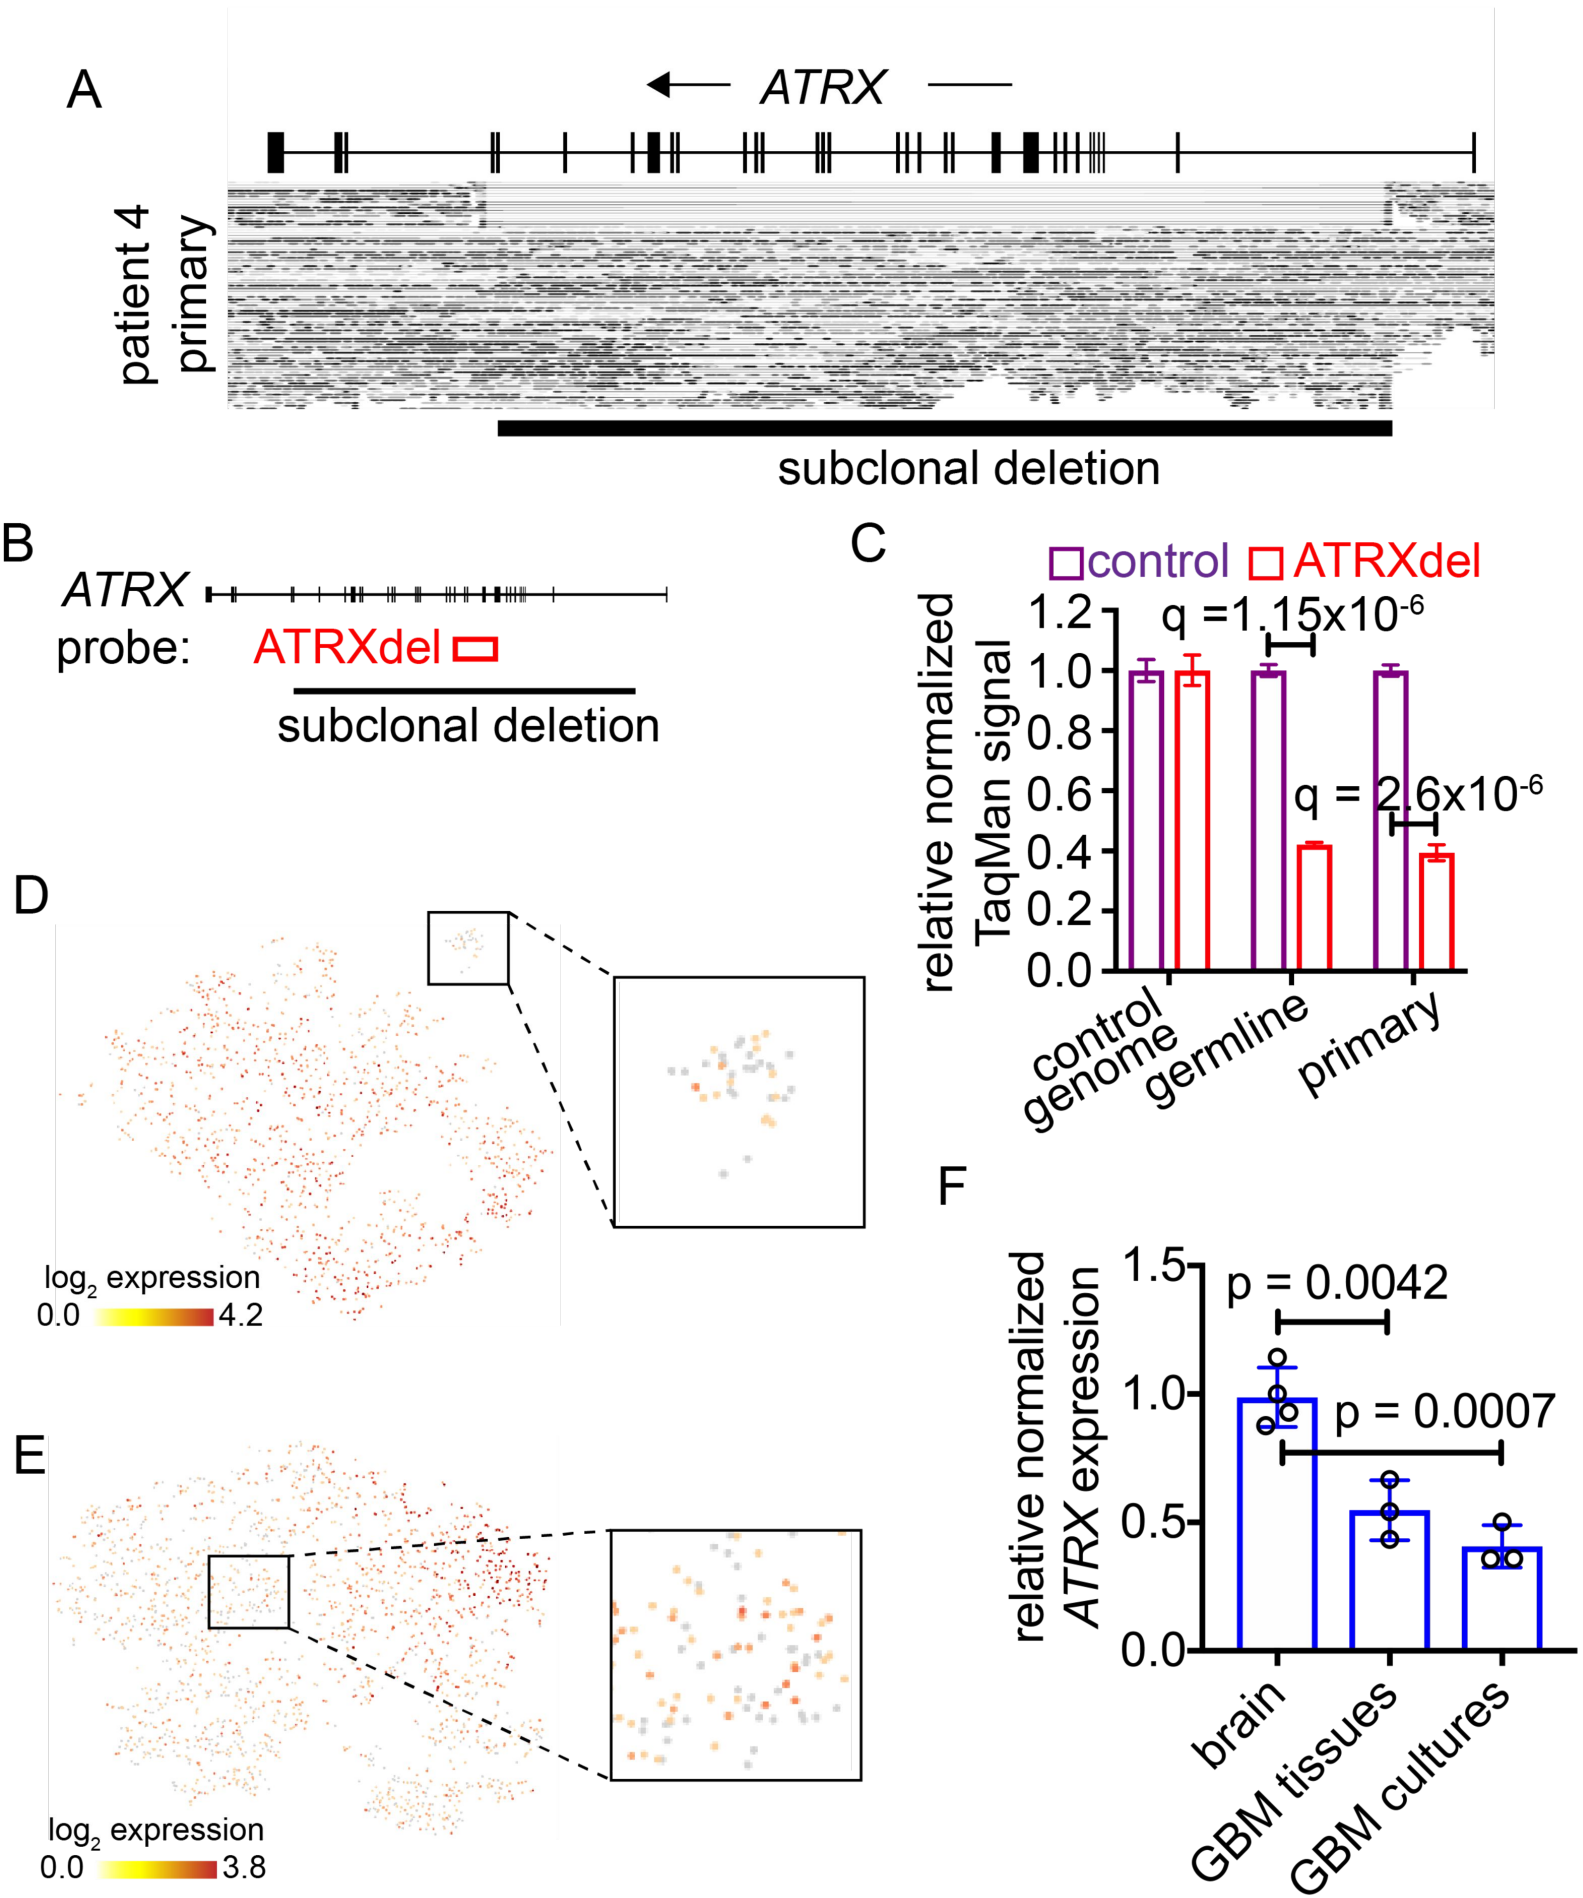 A
ATRX
patient 4
primary
subclonal deletion
B
ATRX
probe: ATRXdel
subclonal deletion
C
control ATRXdel
q =1.15x10-6
q = 2.6x10-6
relative normalized
TaqMan signal
1.2
1.0
0.8
0.6
0.4
0.2
0.0
control
genome
germline
primary
D
log2 expression
0.0 4.2
E
log2 expression
0.0 3.8
F
relative normalized
ATRX expression
1.5
1.0
0.5
0.0
p = 0.0042
p = 0.0007
brain
GBM tissues
GBM cultures